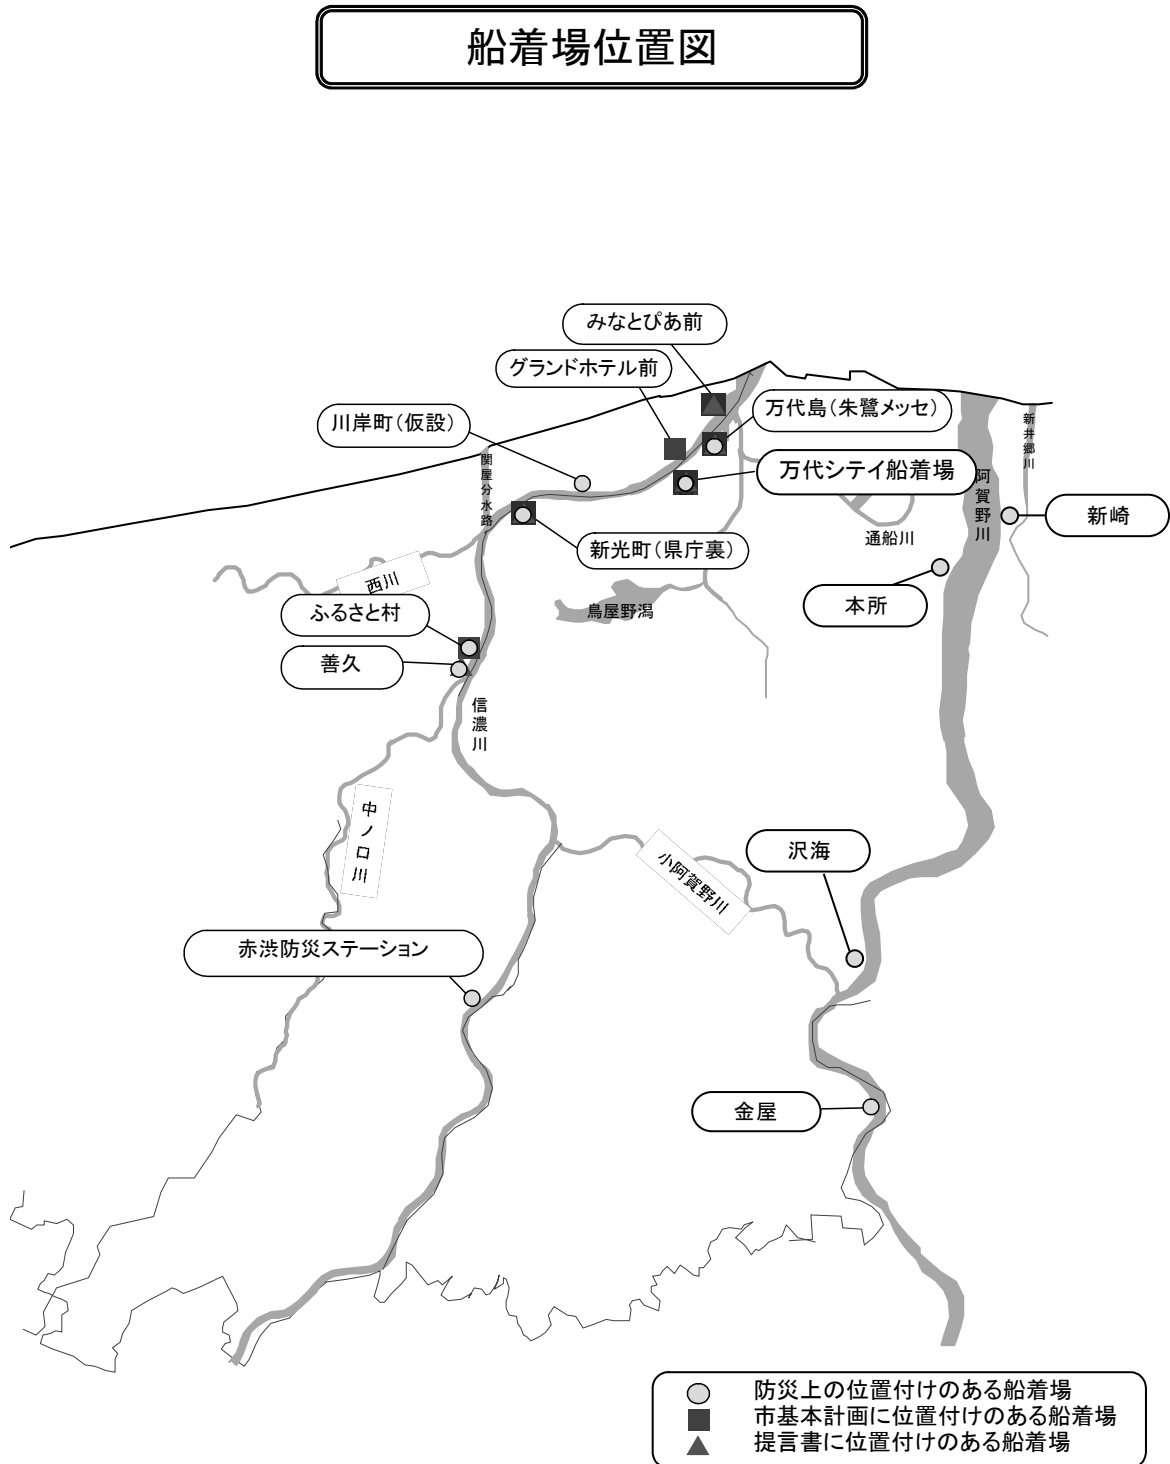 船着場位置図
みなとぴあ前
グランドホテル前
万代島（朱鷺メッセ）
川岸町（仮設）
新井郷川
関屋分水路
万代シテイ船着場
阿賀野川
新崎
通船川
新光町（県庁裏）
西川
本所
ふるさと村
鳥屋野潟
善久
信濃川
中ノ口川
沢海
小阿賀野川
赤渋防災ステーション
金屋
防災上の位置付けのある船着場
市基本計画に位置付けのある船着場
提言書に位置付けのある船着場